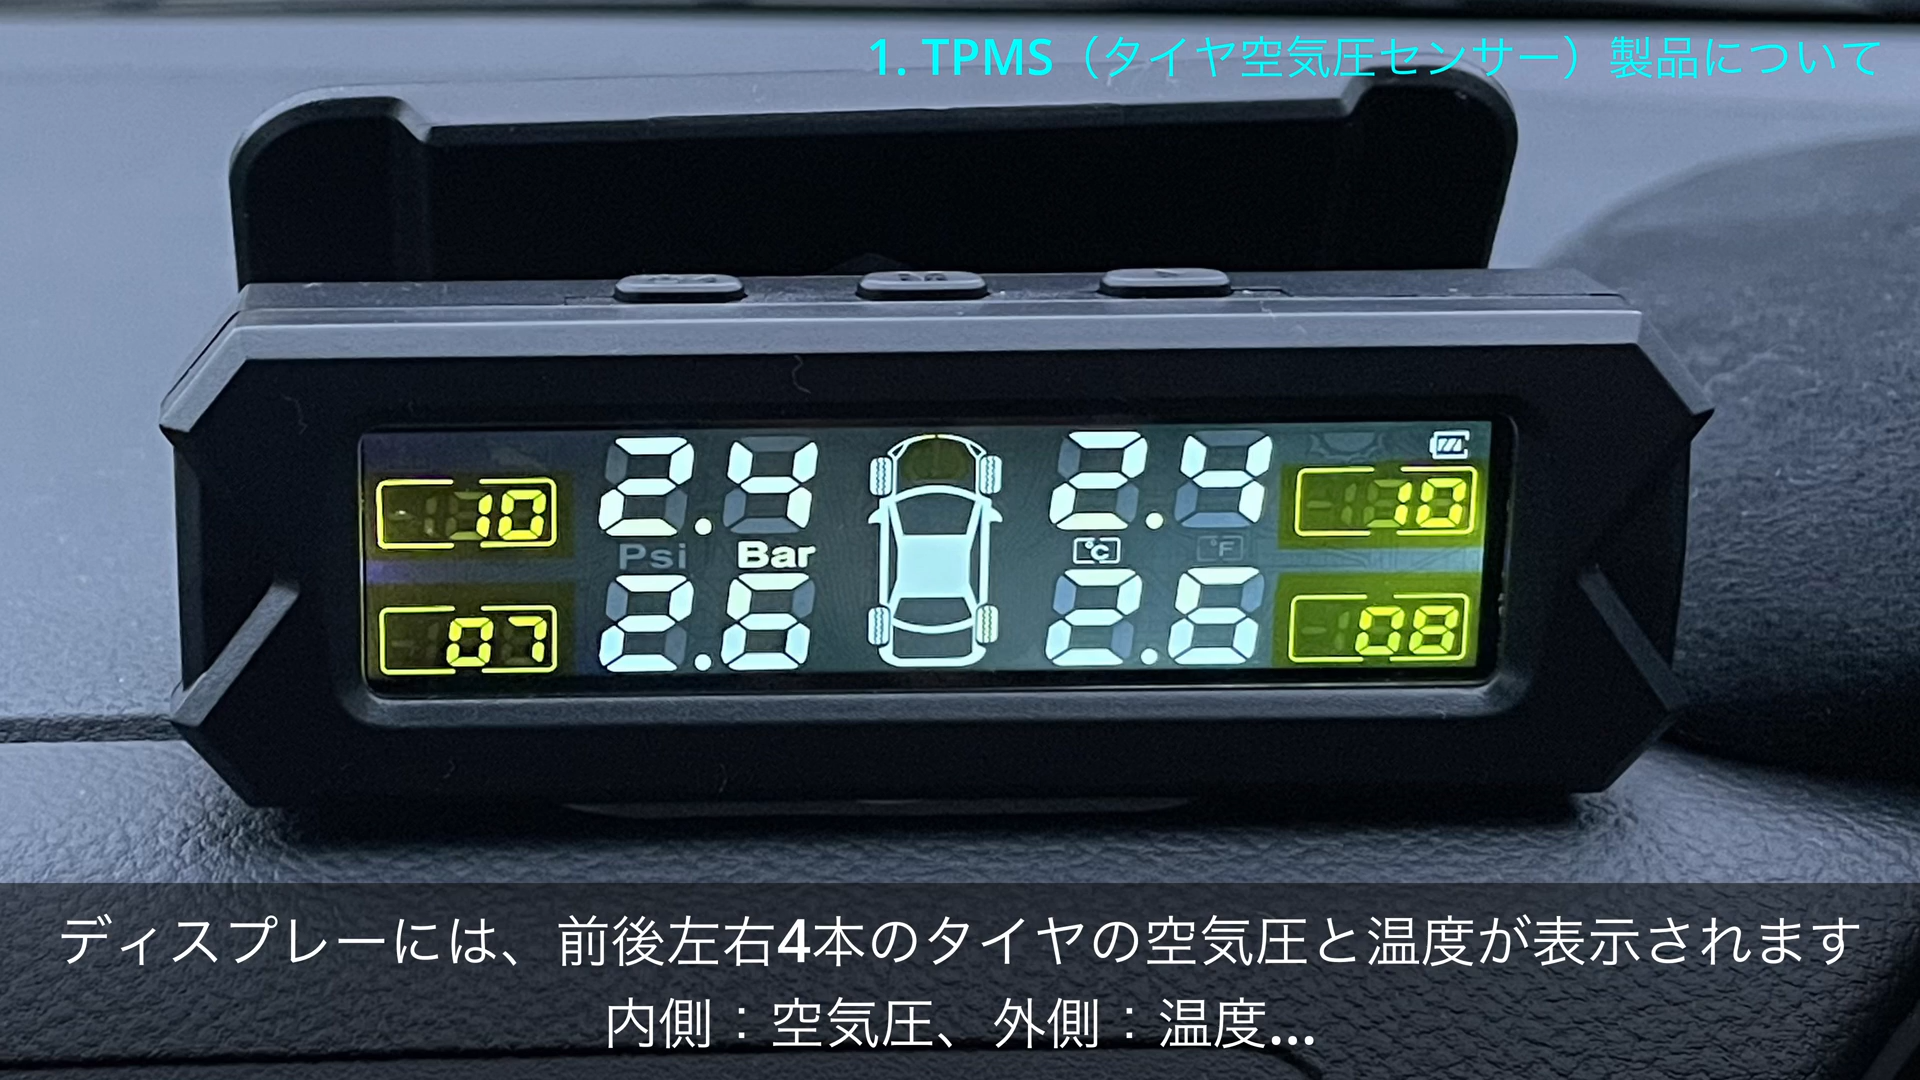 1. TPMS（タイヤ空気圧センサー）製品について
2.4 2.4
10 10
Psi Bar °C °F
2.6 2.6
07 08
ディスプレーには、前後左右4本のタイヤの空気圧と温度が表示されます
内側：空気圧、外側：温度...